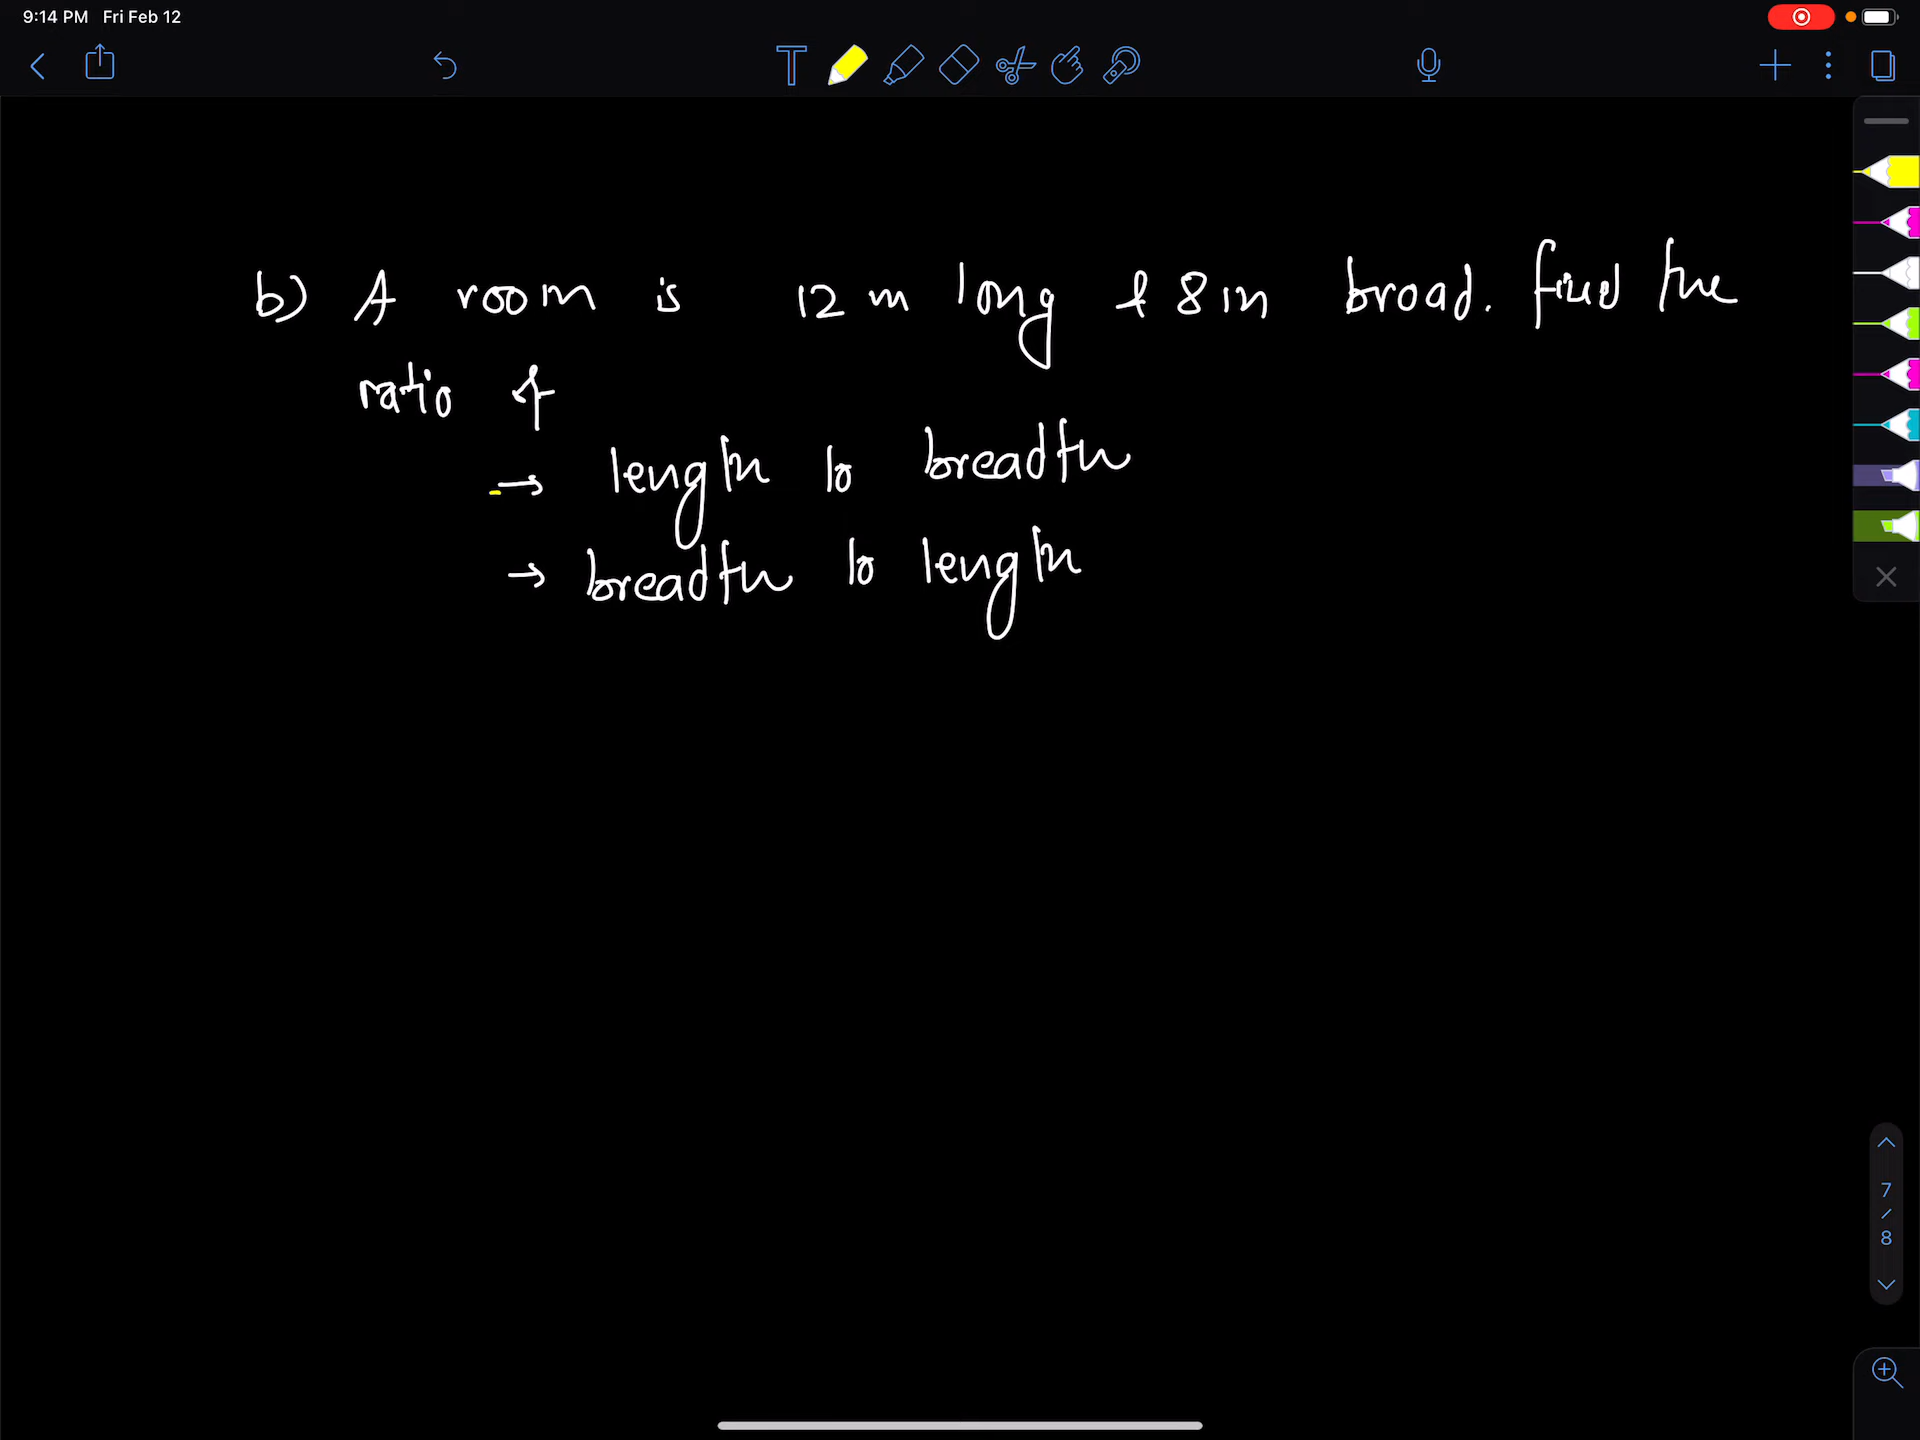 9:14 PM Fri Feb 12
b) A room is 12 m long & 8 m broad. find the
ratio of
→ length to breadth
→ breadth to length
7
/
8